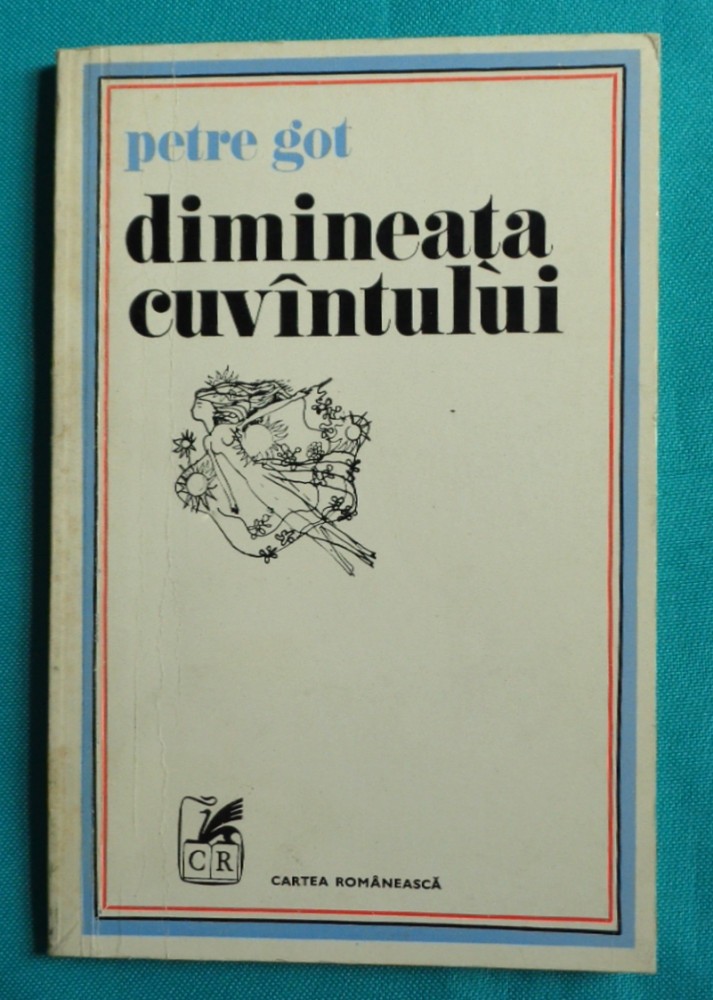 petre got
dimineața
cuvîntului
CR
CARTEA ROMÂNEASCĂ